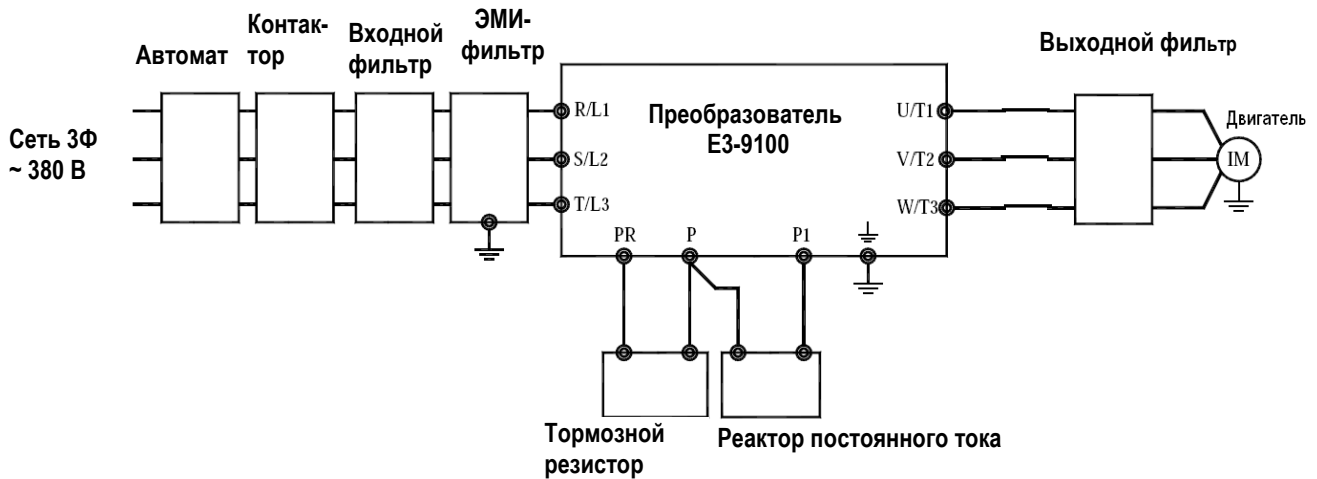 Автомат
Контак-
тор
Входной
фильтр
ЭМИ-
фильтр
Выходной фильтр
Сеть 3Ф
~ 380 В
R/L1
S/L2
T/L3
Преобразователь
E3-9100
U/T1
V/T2
W/T3
Двигатель
IM
PR
P
P1
Тормозной
резистор
Реактор постоянного тока